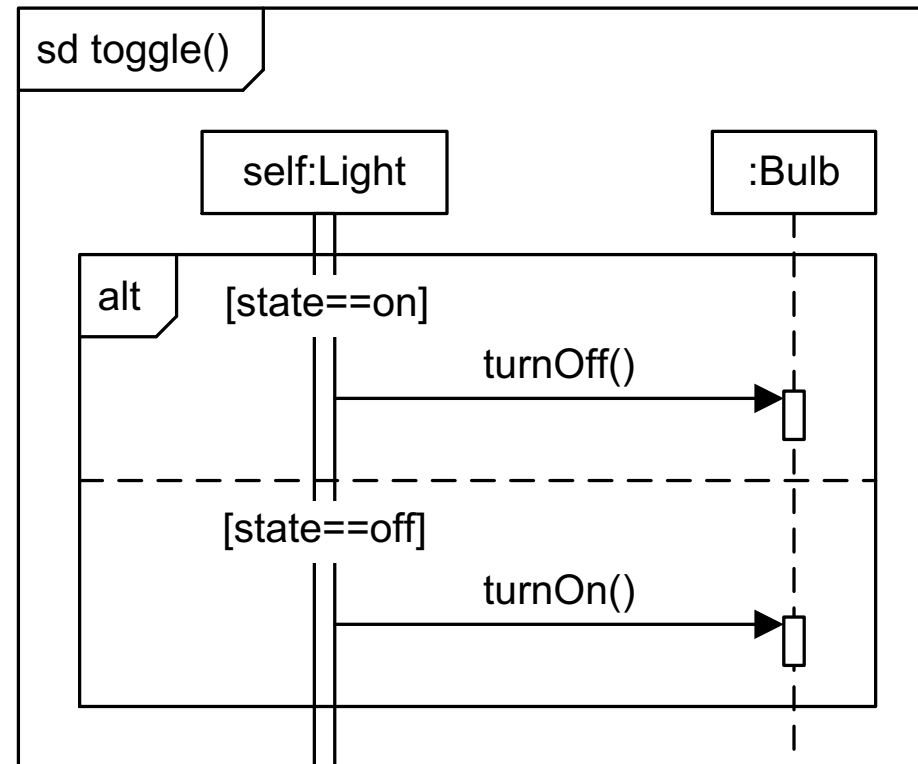 sd toggle()
self:Light
:Bulb
alt
[state==on]
turnOff()
[state==off]
turnOn()